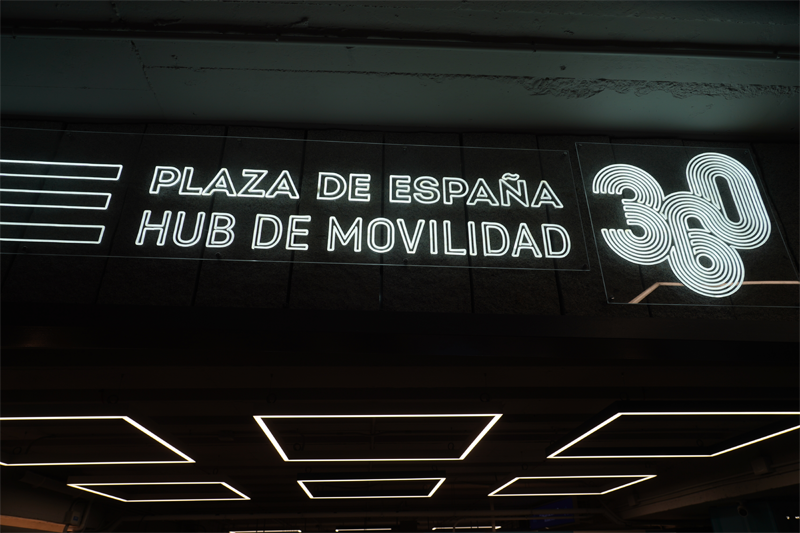 PLAZA DE ESPAÑA
HUB DE MOVILIDAD
360